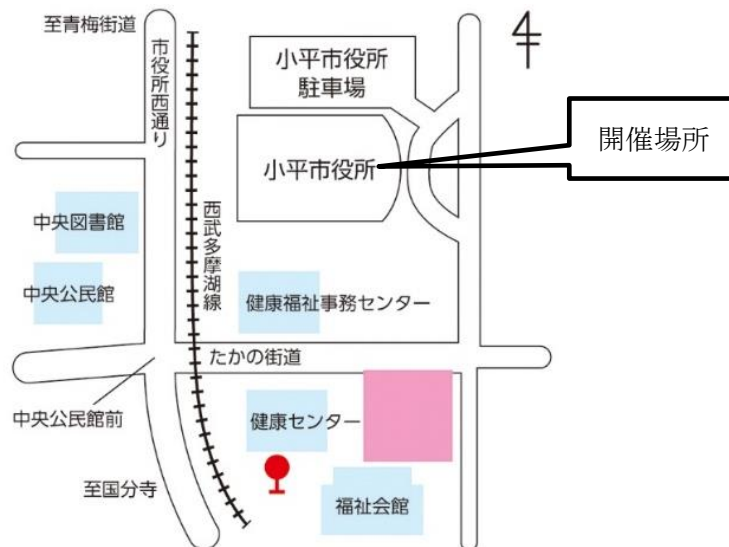 至青梅街道
市役所西通り
小平市役所
駐車場
小平市役所
開催場所
中央図書館
中央公民館
西武多摩湖線
健康福祉事務センター
たかの街道
中央公民館前
健康センター
至国分寺
福祉会館